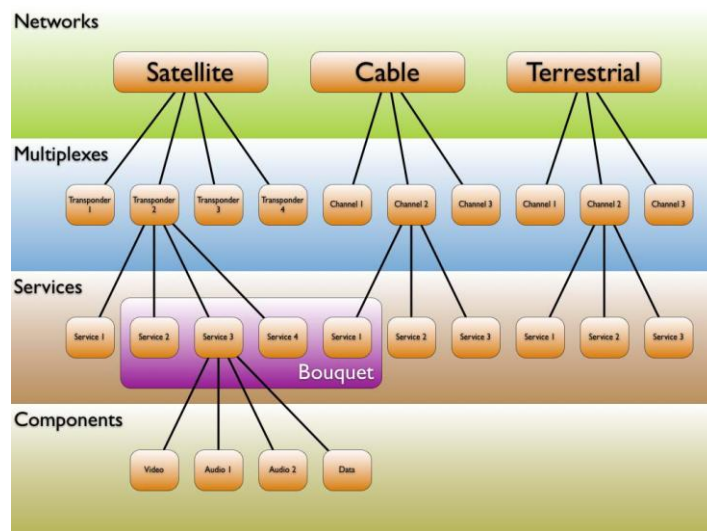 Networks
Satellite
Cable
Terrestrial
Multiplexes
Transponder
1
Transponder
2
Transponder
3
Transponder
4
Channel 1
Channel 2
Channel 3
Channel 1
Channel 2
Channel 3
Services
Service 1
Service 2
Service 3
Service 4
Service 1
Service 2
Service 3
Service 1
Service 2
Service 3
Bouquet
Components
Video
Audio 1
Audio 2
Data